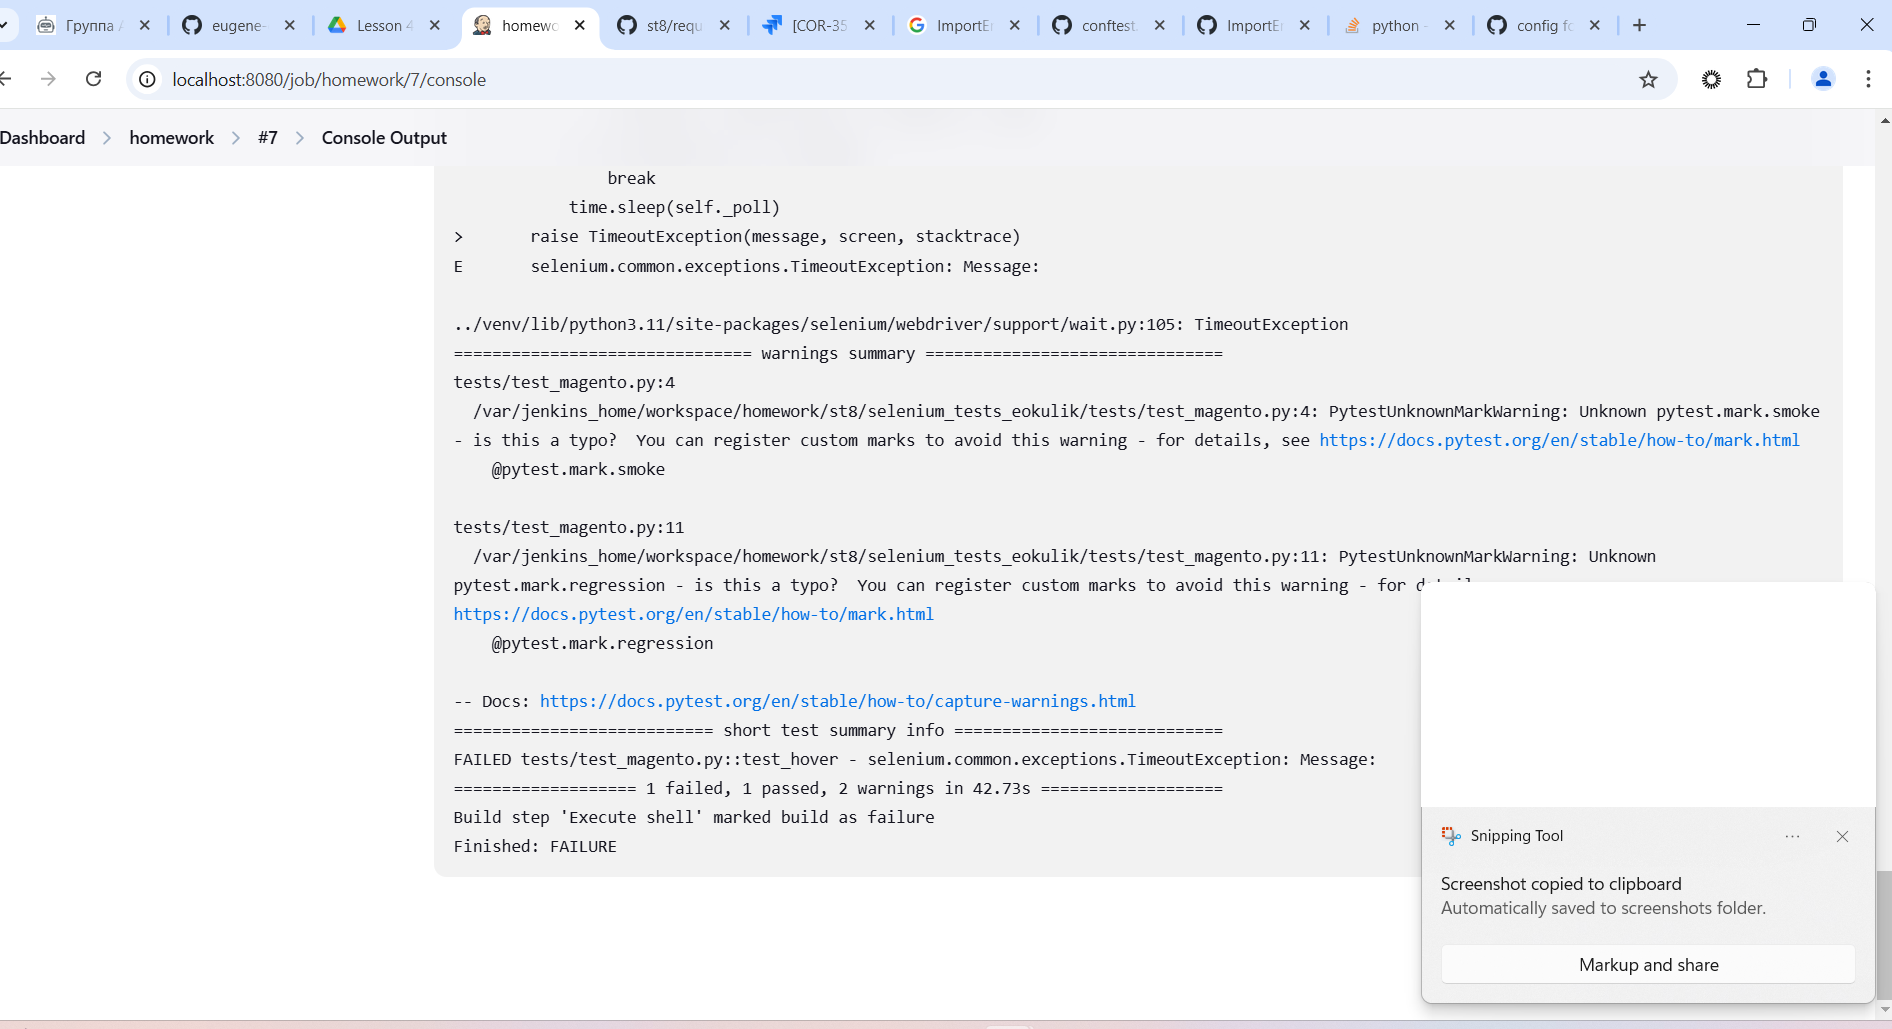 Группа
eugene-
Lesson 4
homewo
st8/requ
[COR-35
ImportEr
conftest.
ImportEr
python -
config fo
localhost:8080/job/homework/7/console
Dashboard
homework
#7
Console Output
break
time.sleep(self._poll)
> raise TimeoutException(message, screen, stacktrace)
E selenium.common.exceptions.TimeoutException: Message:
../venv/lib/python3.11/site-packages/selenium/webdriver/support/wait.py:105: TimeoutException
=============================== warnings summary ===============================
tests/test_magento.py:4
/var/jenkins_home/workspace/homework/st8/selenium_tests_eokulik/tests/test_magento.py:4: PytestUnknownMarkWarning: Unknown pytest.mark.smoke
- is this a typo?  You can register custom marks to avoid this warning - for details, see https://docs.pytest.org/en/stable/how-to/mark.html
@pytest.mark.smoke
tests/test_magento.py:11
/var/jenkins_home/workspace/homework/st8/selenium_tests_eokulik/tests/test_magento.py:11: PytestUnknownMarkWarning: Unknown
pytest.mark.regression - is this a typo?  You can register custom marks to avoid this warning - for
https://docs.pytest.org/en/stable/how-to/mark.html
@pytest.mark.regression
-- Docs: https://docs.pytest.org/en/stable/how-to/capture-warnings.html
=========================== short test summary info ============================
FAILED tests/test_magento.py::test_hover - selenium.common.exceptions.TimeoutException: Message:
=================== 1 failed, 1 passed, 2 warnings in 42.73s ===================
Build step 'Execute shell' marked build as failure
Finished: FAILURE
Snipping Tool
Screenshot copied to clipboard
Automatically saved to screenshots folder.
Markup and share